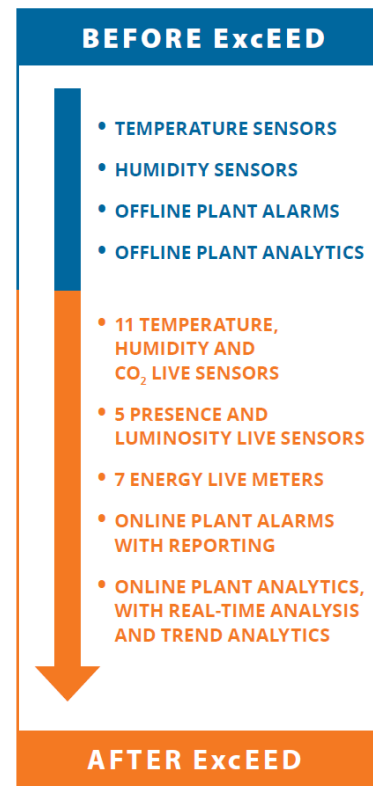 BEFORE ExcEED
• TEMPERATURE SENSORS
• HUMIDITY SENSORS
• OFFLINE PLANT ALARMS
• OFFLINE PLANT ANALYTICS
• 11 TEMPERATURE,
HUMIDITY AND
CO₂ LIVE SENSORS
• 5 PRESENCE AND
LUMINOSITY LIVE SENSORS
• 7 ENERGY LIVE METERS
• ONLINE PLANT ALARMS
WITH REPORTING
• ONLINE PLANT ANALYTICS,
WITH REAL-TIME ANALYSIS
AND TREND ANALYTICS
AFTER ExcEED